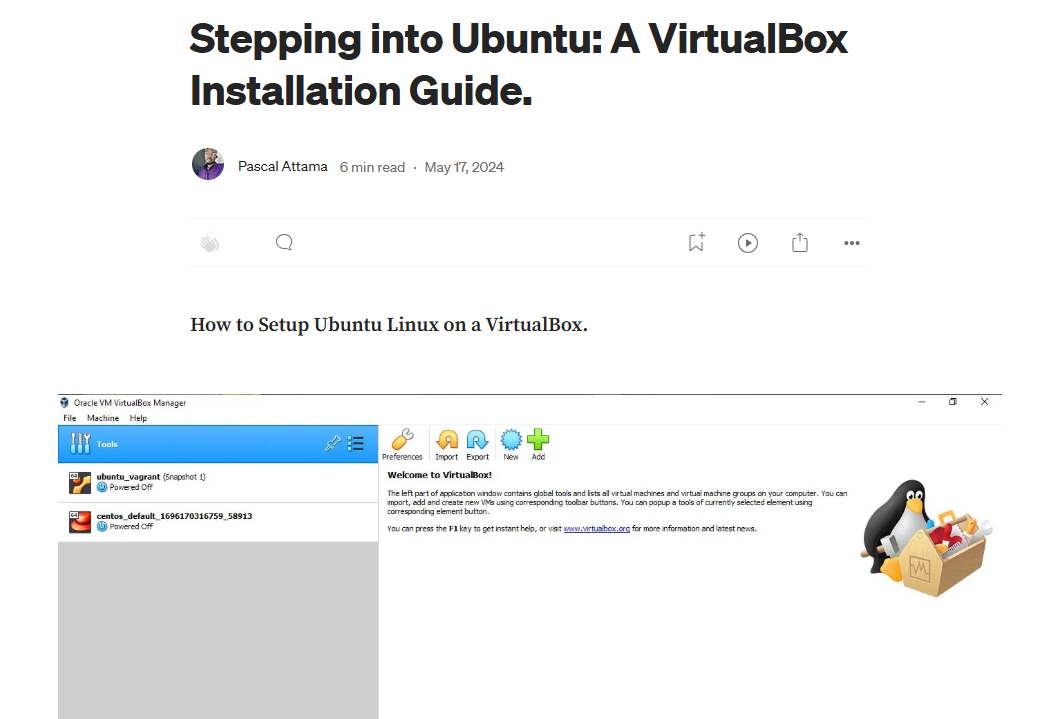 Stepping into Ubuntu: A VirtualBox
Installation Guide.
Pascal Attama 6 min read · May 17, 2024
How to Setup Ubuntu Linux on a VirtualBox.
Oracle VM VirtualBox Manager
File Machine Help
Tools
Preferences Import Export New Add
64 ubuntu_vagrant (Snapshot 1)
Powered Off
64 centos_default_1696170316759_58913
Powered Off
Welcome to VirtualBox!
The left part of application window contains global tools and lists all virtual machines and virtual machine groups on your computer. You can
import, add and create new VMs using corresponding toolbar buttons. You can popup a tools of currently selected element using
corresponding element button.
You can press the F1 key to get instant help, or visit www.virtualbox.org for more information and latest news.
VM